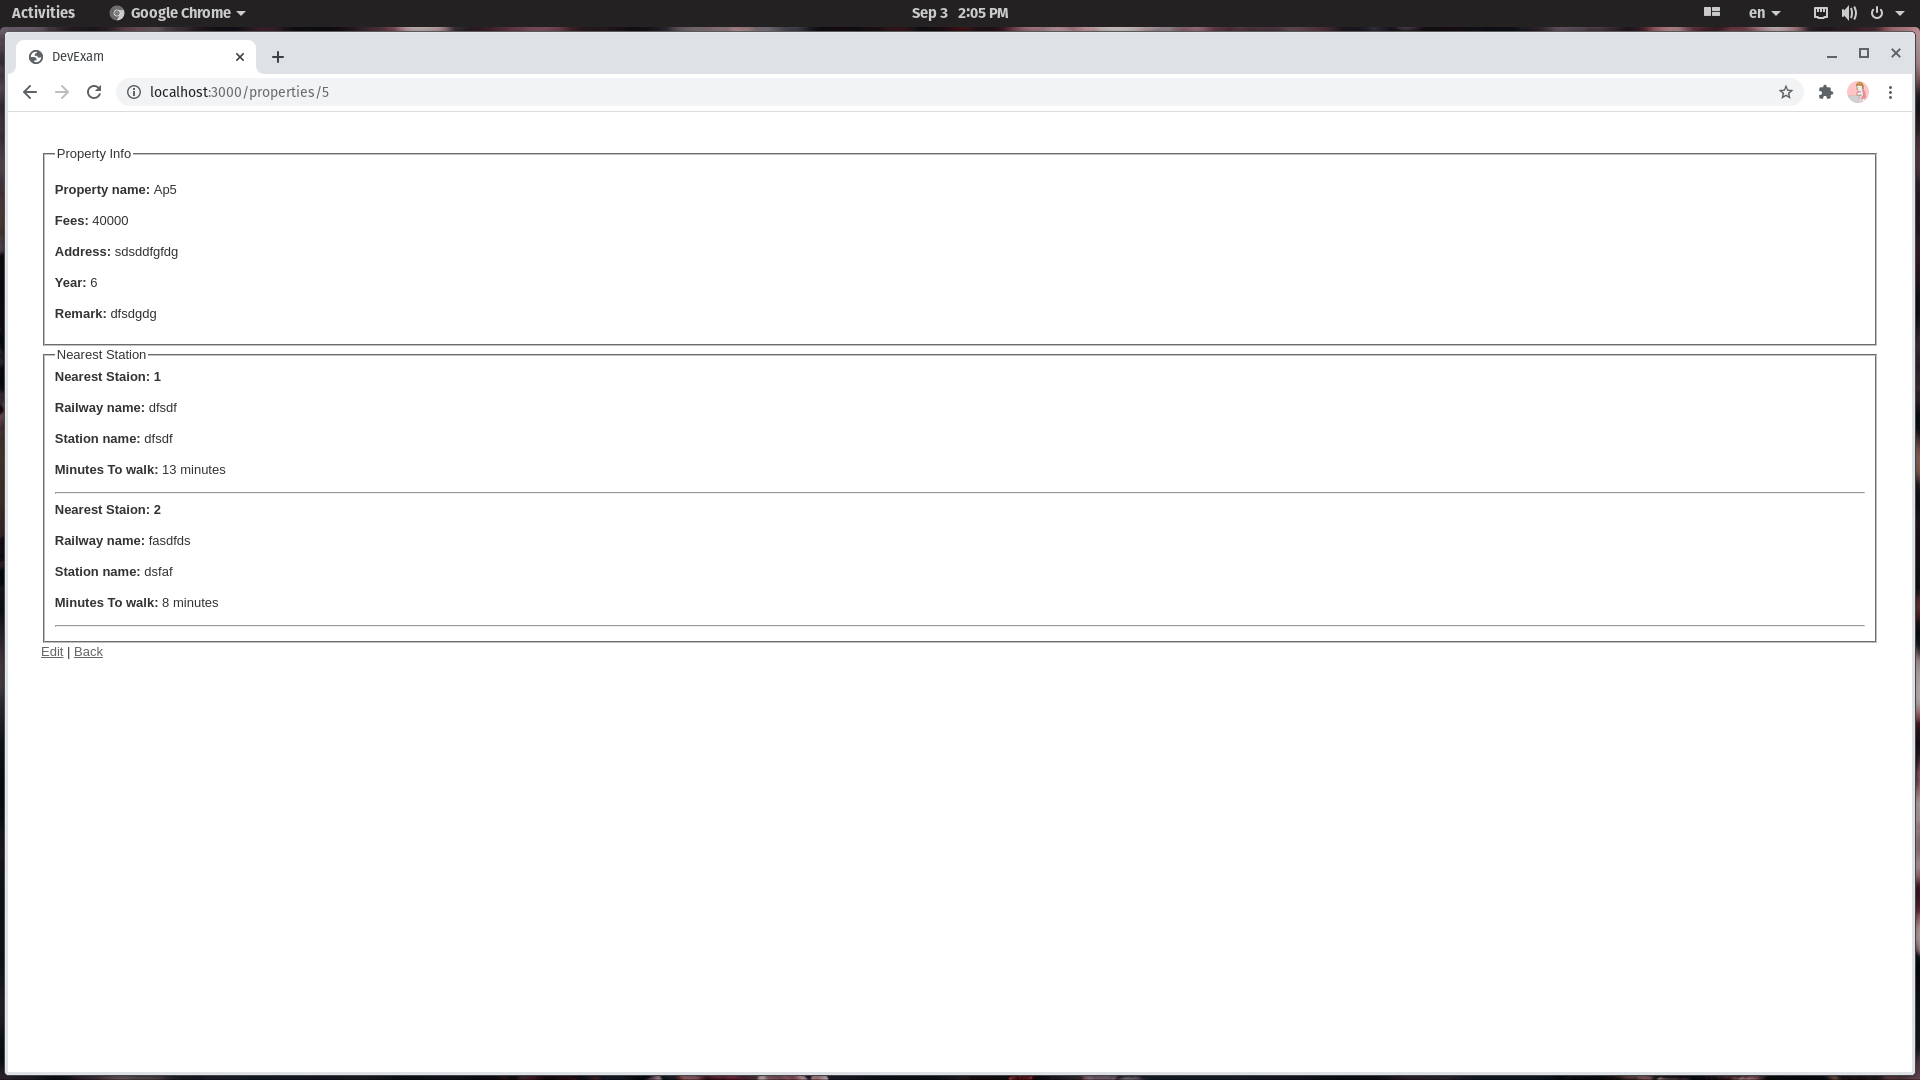 Activities Google Chrome Sep 3 2:05 PM en
DevExam
localhost:3000/properties/5
Property Info
Property name: Ap5
Fees: 40000
Address: sdsddfgfdg
Year: 6
Remark: dfsdgdg
Nearest Station
Nearest Staion: 1
Railway name: dfsdf
Station name: dfsdf
Minutes To walk: 13 minutes
Nearest Staion: 2
Railway name: fasdfds
Station name: dsfaf
Minutes To walk: 8 minutes
Edit | Back